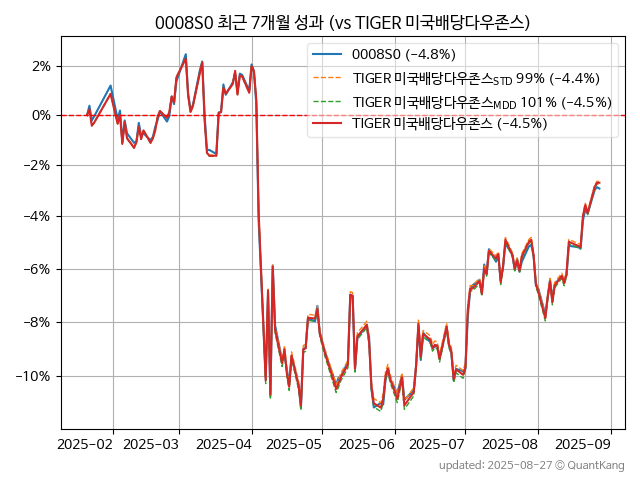 0008S0 최근 7개월 성과 (vs TIGER 미국배당다우존스)
0008S0 (−4.8%)
TIGER 미국배당다우존스STD 99% (−4.4%)
TIGER 미국배당다우존스MDD 101% (−4.5%)
TIGER 미국배당다우존스 (−4.5%)
2%
0%
−2%
−4%
−6%
−8%
−10%
2025-02 2025-03 2025-04 2025-05 2025-06 2025-07 2025-08 2025-09
updated: 2025-08-27 © QuantKang